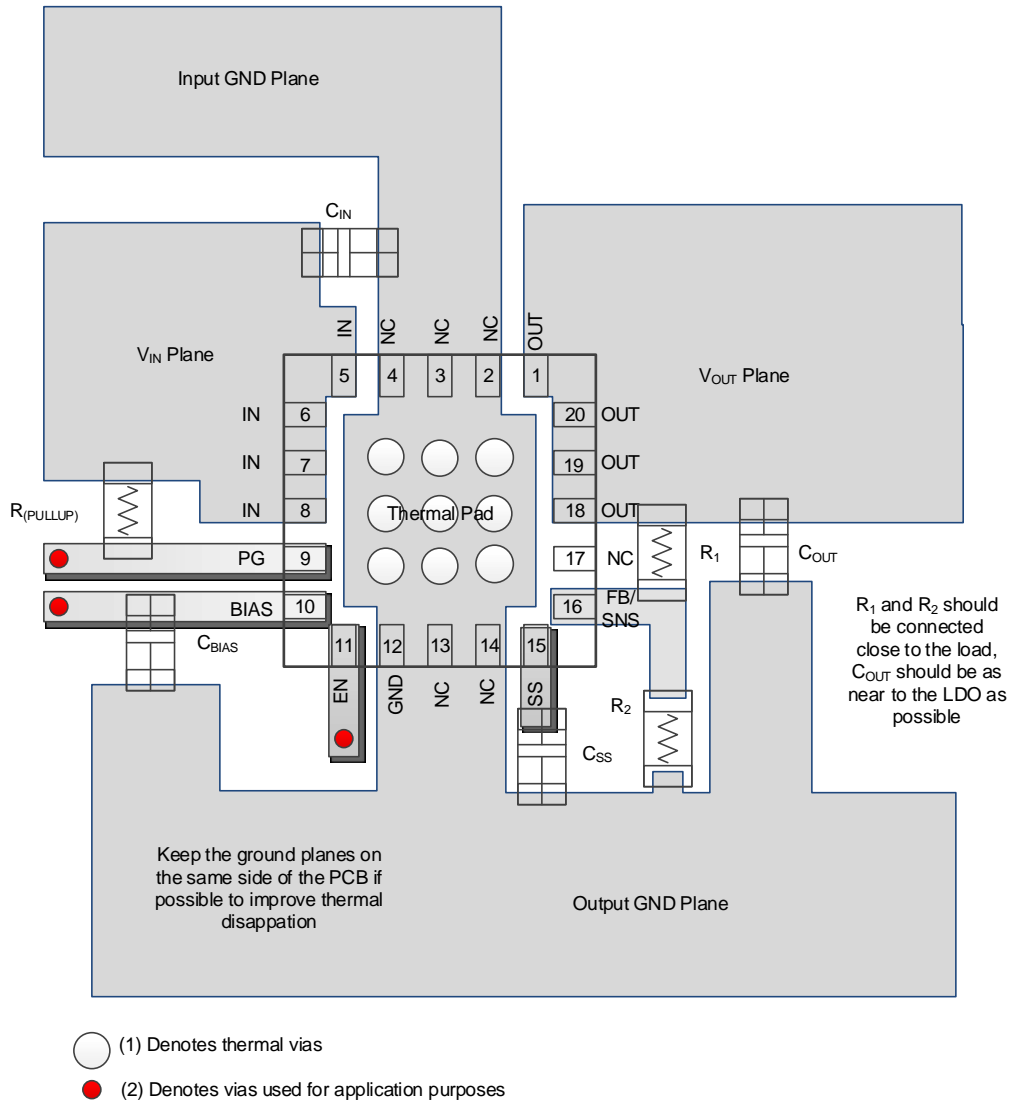 Input GND Plane
CIN
IN
NC
NC
NC
OUT
VIN Plane
VOUT Plane
5
4
3
2
1
IN
6
20
OUT
IN
7
19
OUT
IN
8
Thermal Pad
18
OUT
R(PULLUP)
PG
9
17
NC
R1
COUT
BIAS
10
16
FB/
SNS
CBIAS
11
12
13
14
15
EN
GND
NC
NC
SS
R2
CSS
R1 and R2 should
be connected
close to the load,
COUT should be as
near to the LDO as
possible
Keep the ground planes on
the same side of the PCB if
possible to improve thermal
disappation
Output GND Plane
(1) Denotes thermal vias
(2) Denotes vias used for application purposes